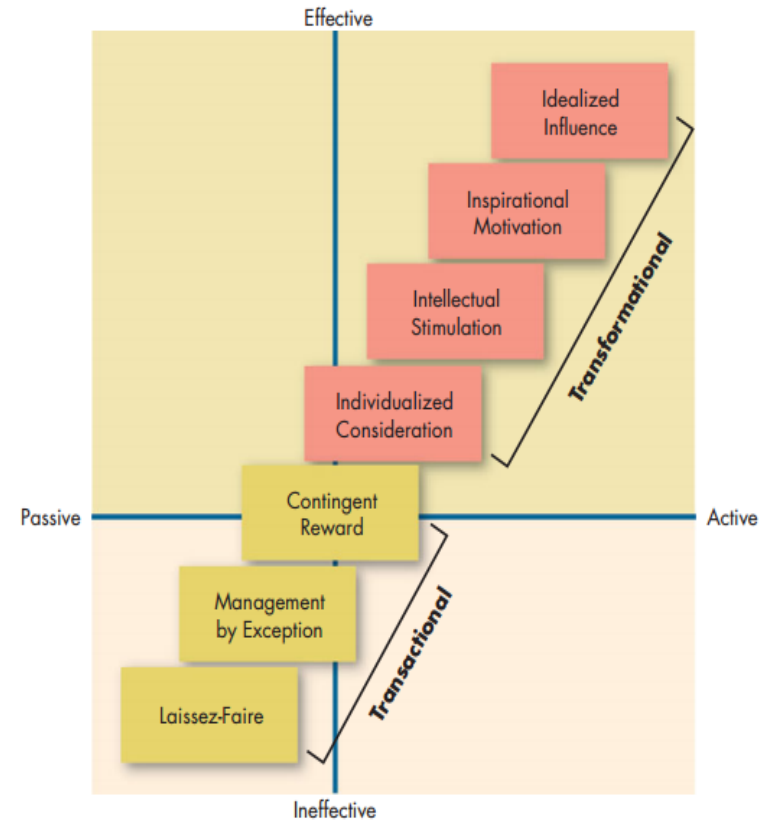 Effective
Idealized
Influence
Inspirational
Motivation
Intellectual
Stimulation
Transformational
Individualized
Consideration
Contingent
Reward
Passive
Active
Management
by Exception
Transactional
Laissez-Faire
Ineffective